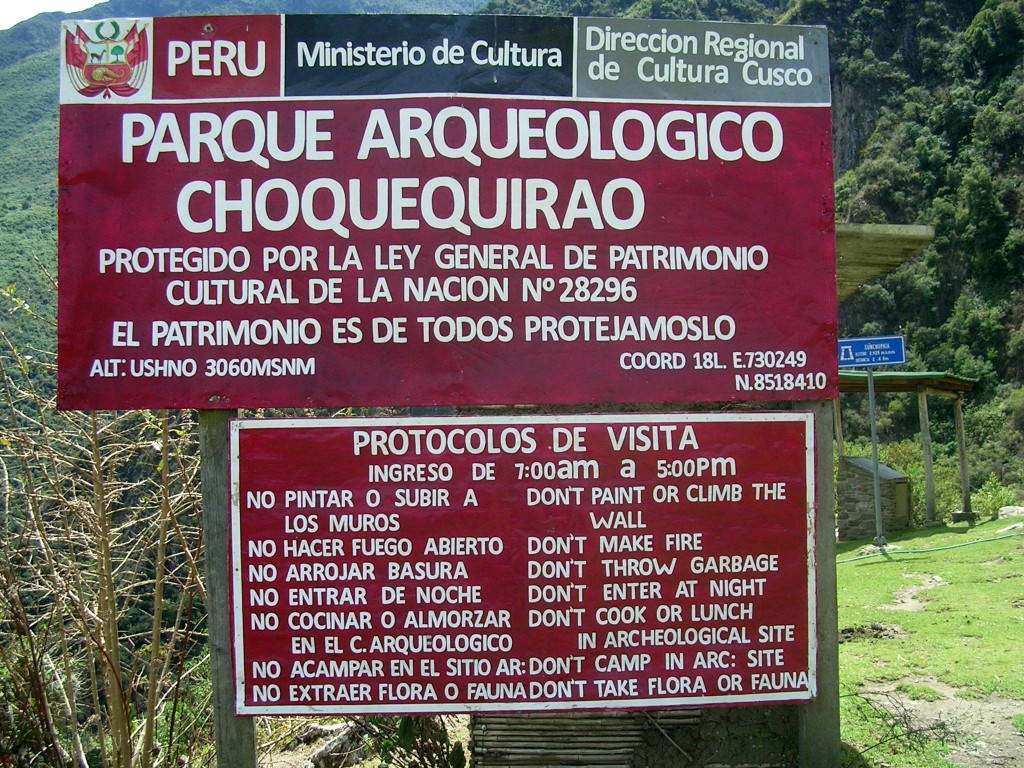 PERU
Ministerio de Cultura
Direccion Regional
de Cultura Cusco
PARQUE ARQUEOLOGICO
CHOQUEQUIRAO
PROTEGIDO POR LA LEY GENERAL DE PATRIMONIO
CULTURAL DE LA NACION Nº 28296
EL PATRIMONIO ES DE TODOS PROTEJAMOSLO
ALT: USHNO 3060MSNM
COORD 18L. E.730249
N.8518410
PROTOCOLOS DE VISITA
INGRESO DE 7:00am a 5:00Pm
NO PINTAR O SUBIR A
LOS MUROS
NO HACER FUEGO ABIERTO
NO ARROJAR BASURA
NO ENTRAR DE NOCHE
NO COCINAR O ALMORZAR
EN EL C. ARQUEOLOGICO
NO ACAMPAR EN EL SITIO AR:
NO EXTRAER FLORA O FAUNA
DON'T PAINT OR CLIMB THE
WALL
DON'T MAKE FIRE
DON'T THROW GARBAGE
DON'T ENTER AT NIGHT
DON'T COOK OR LUNCH
IN ARCHEOLOGICAL SITE
DON'T CAMP IN ARC: SITE
DON'T TAKE FLORA OR FAUNA